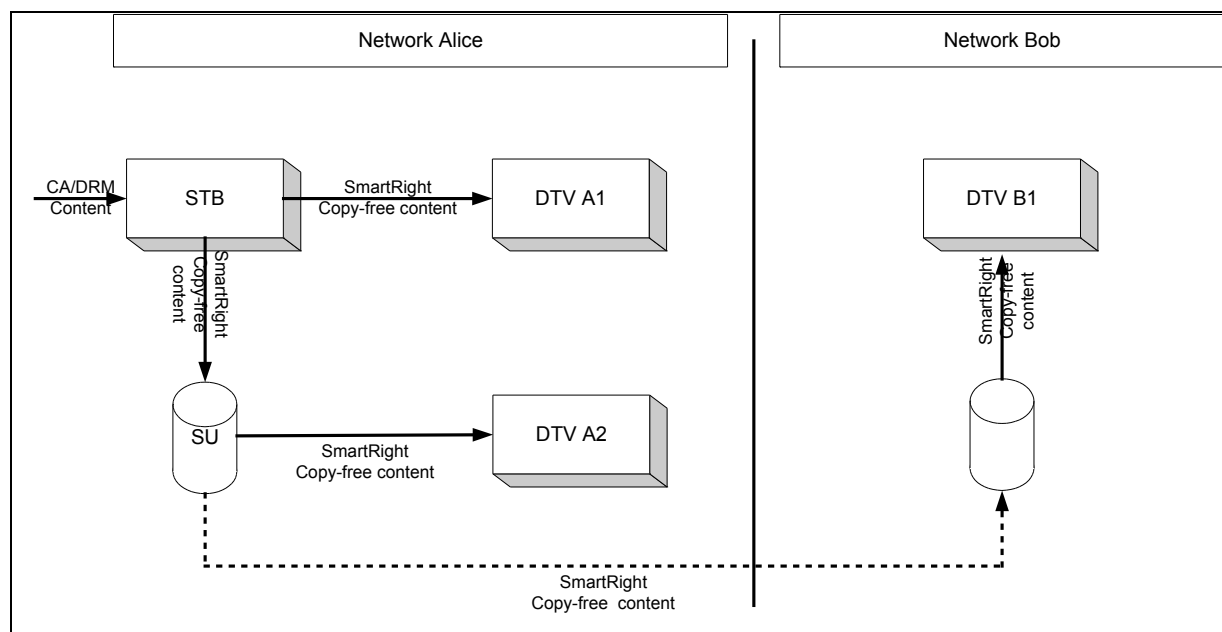 Network Alice
Network Bob
CA/DRM
Content
STB
SmartRight
Copy-free content
DTV A1
DTV B1
SmartRight
Copy-free
content
SmartRight
Copy-free
content
SU
SmartRight
Copy-free content
DTV A2
SmartRight
Copy-free content